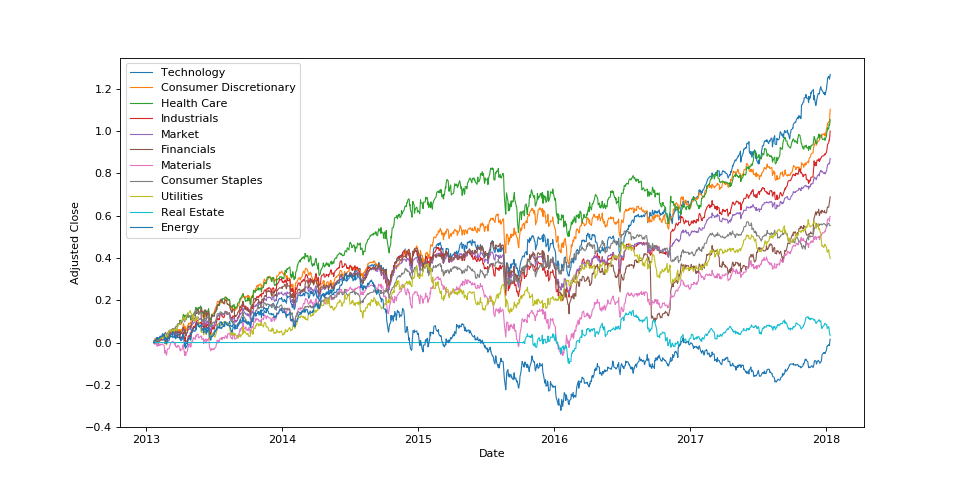 Technology
Consumer Discretionary
Health Care
Industrials
Market
Financials
Materials
Consumer Staples
Utilities
Real Estate
Energy
Adjusted Close
1.2
1.0
0.8
0.6
0.4
0.2
0.0
−0.2
−0.4
2013 2014 2015 2016 2017 2018
Date